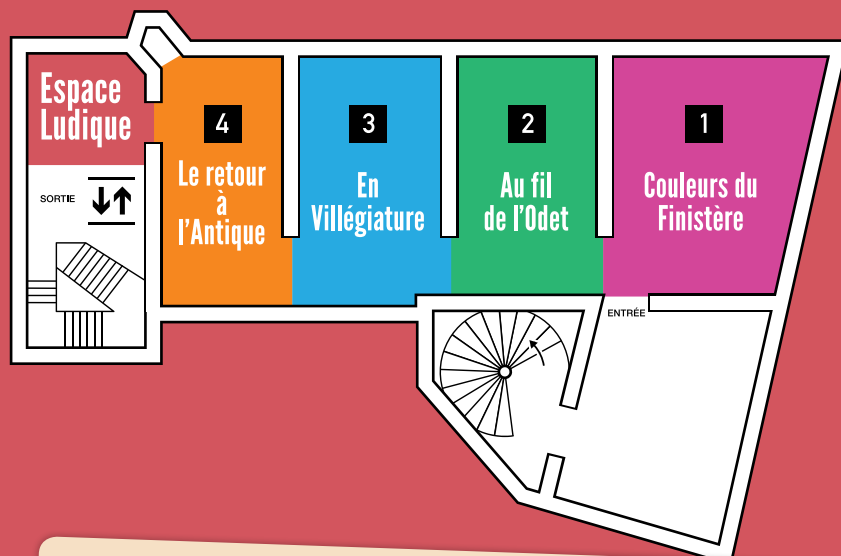 Espace
Ludique
SORTIE
4
Le retour
à
l'Antique
3
En
Villégiature
2
Au fil
de l'Odet
1
Couleurs du
Finistère
ENTRÉE